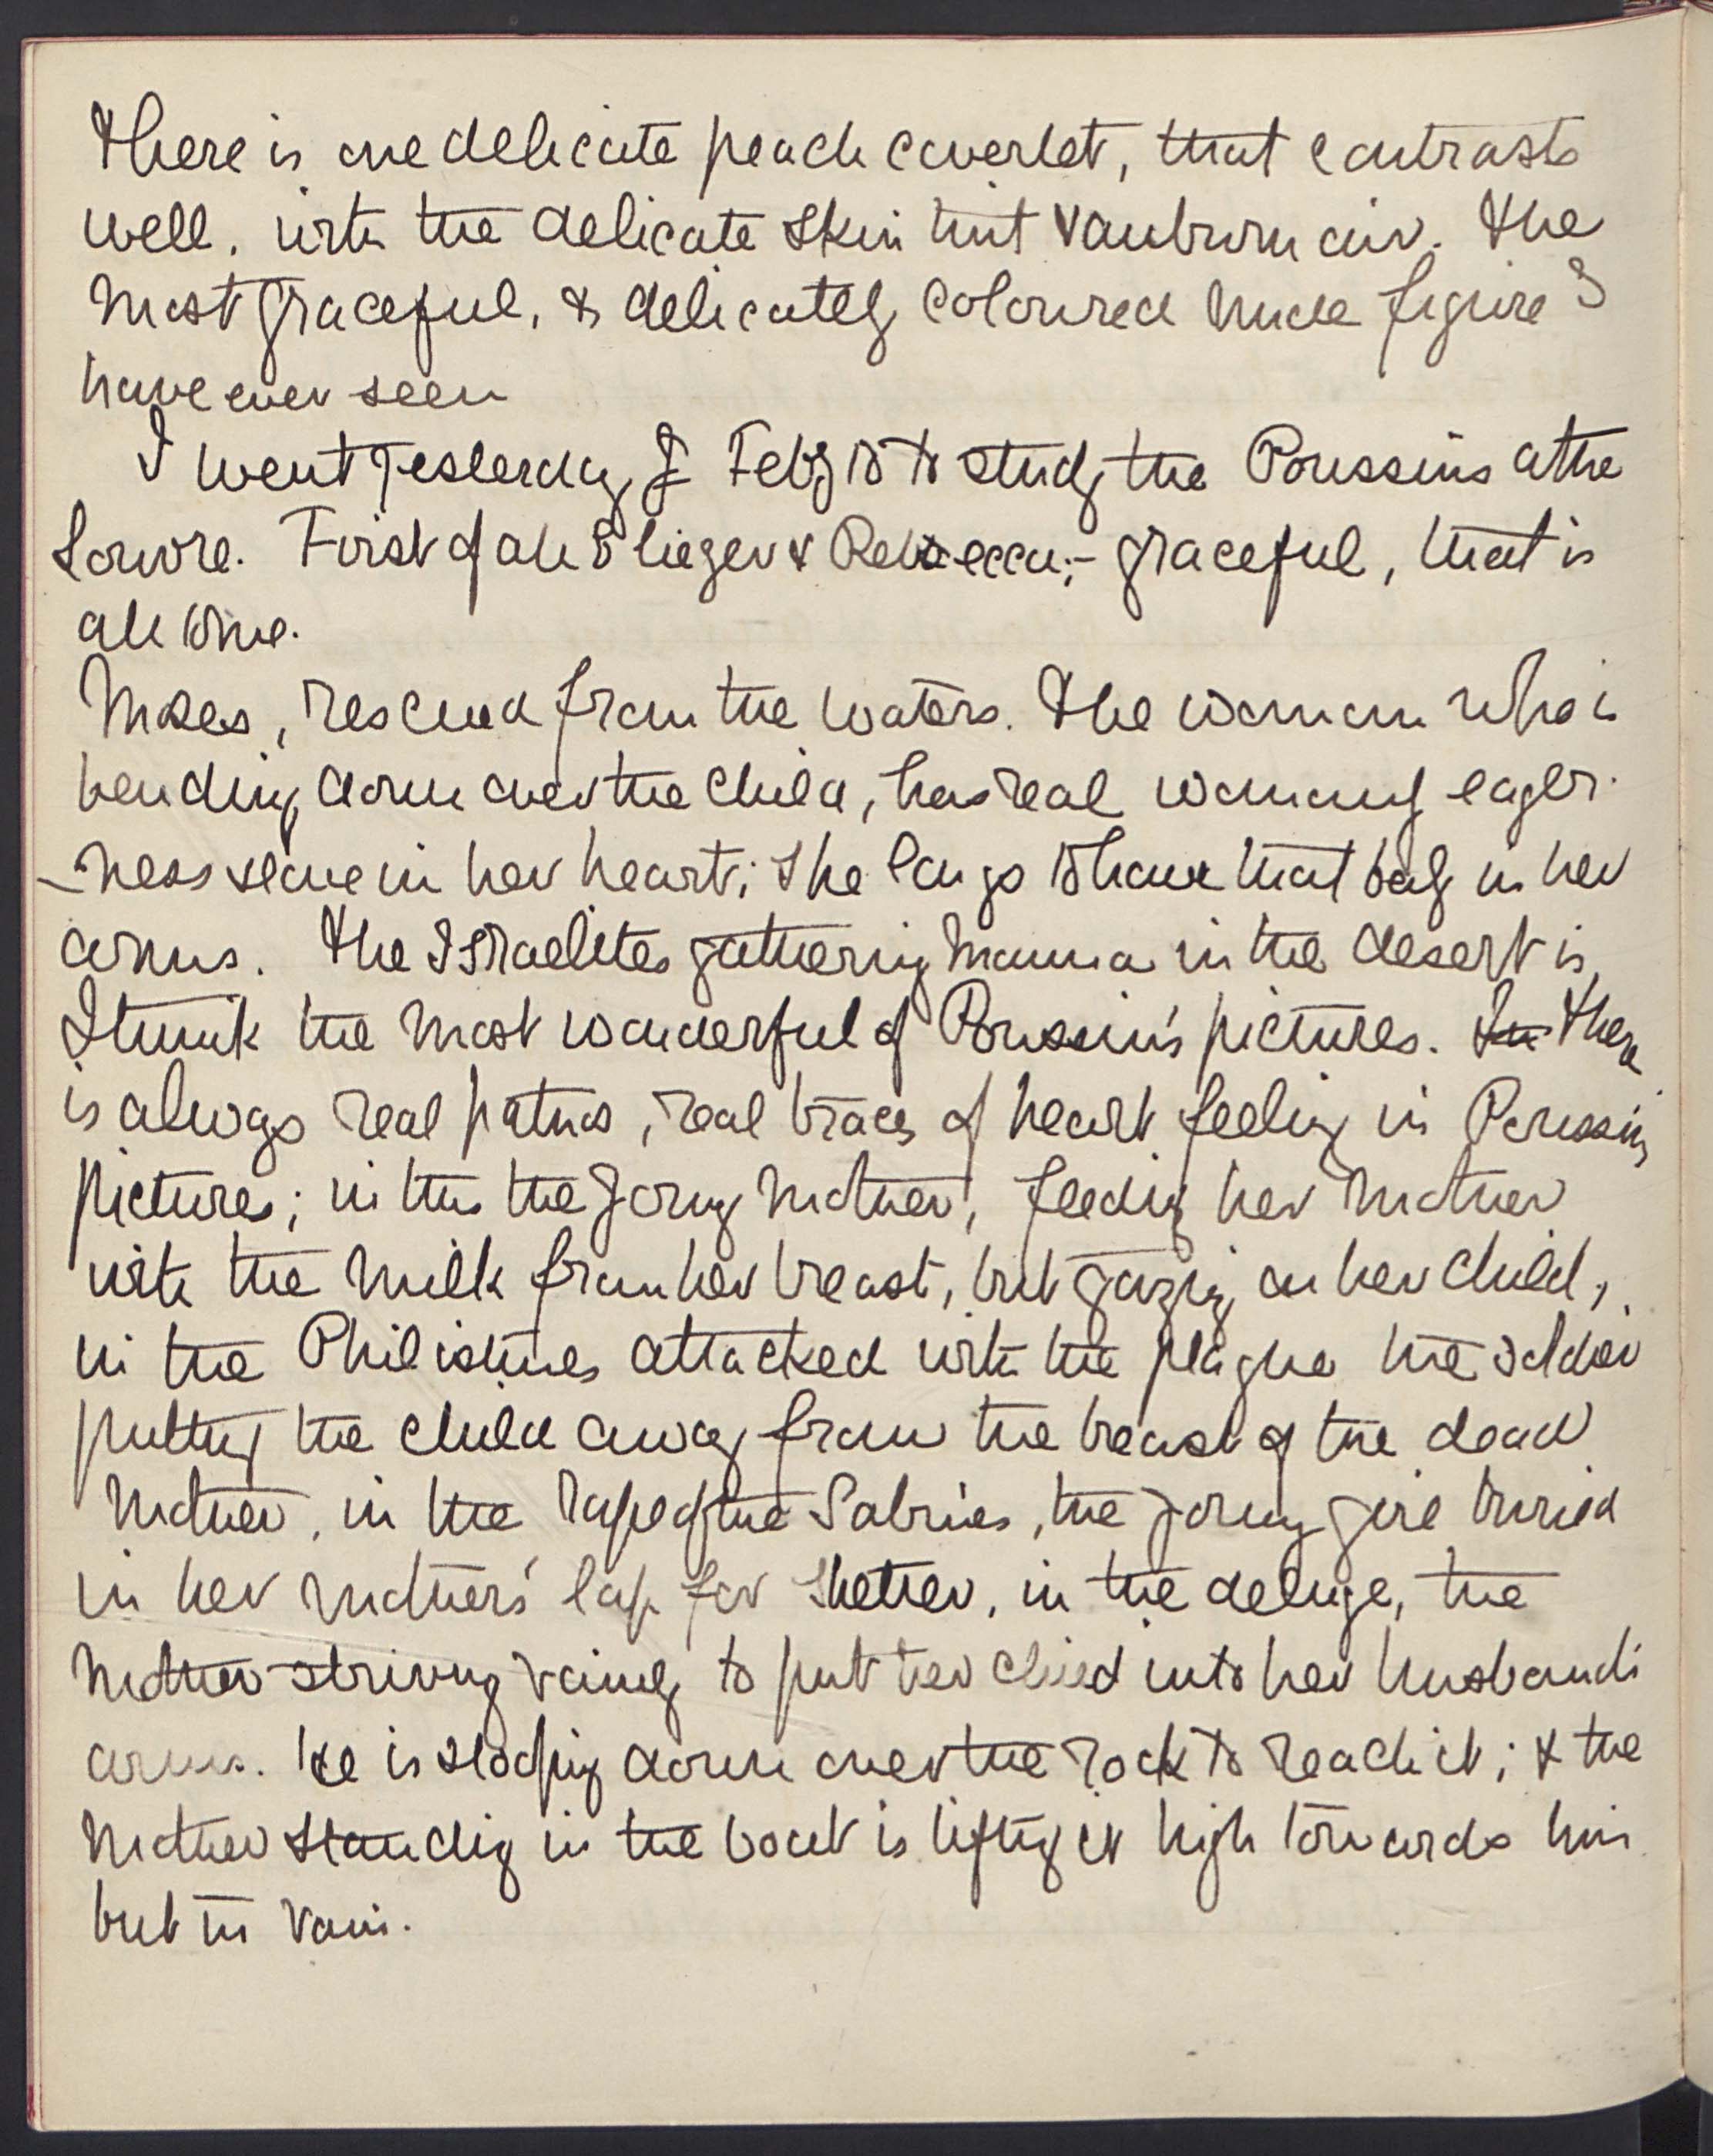 There is one delicate peach coverlet, that contrasts
well. with the delicate skin tint & auburn air. The
most graceful, & delicately coloured nude figure I
have ever seen
I went yesterday Feby 18 to study the Poussins at the
Louvre. First of all Eliezer & Rebecca;- graceful, that is
all to me.
Moses, rescued from the waters. The woman who is
bending down over the child, has real womanly eager-
-ness & love in her heart; she longs to have that baby in her
arms. The Israelites gathering Manna in the desert is,
I think the most wonderful of Poussin's pictures. In There
is always real pathos, real traces of heart feeling in Poussin's
pictures; in this the young mother, feeding her mother
with the milk from her breast, but gazing on her child,
in the Philistines attacked with the plague the soldier
putting the child away from the breast of the dead
mother, in the rape of the Sabines, the young girl buried
in her mothers' lap for shelter, in the deluge, the
mother striving vainly to put her child into her husband's
arms. He is stooping down over the rock to reach it; & the
mother standing in the boat is lifting it high towards him
but in vain.